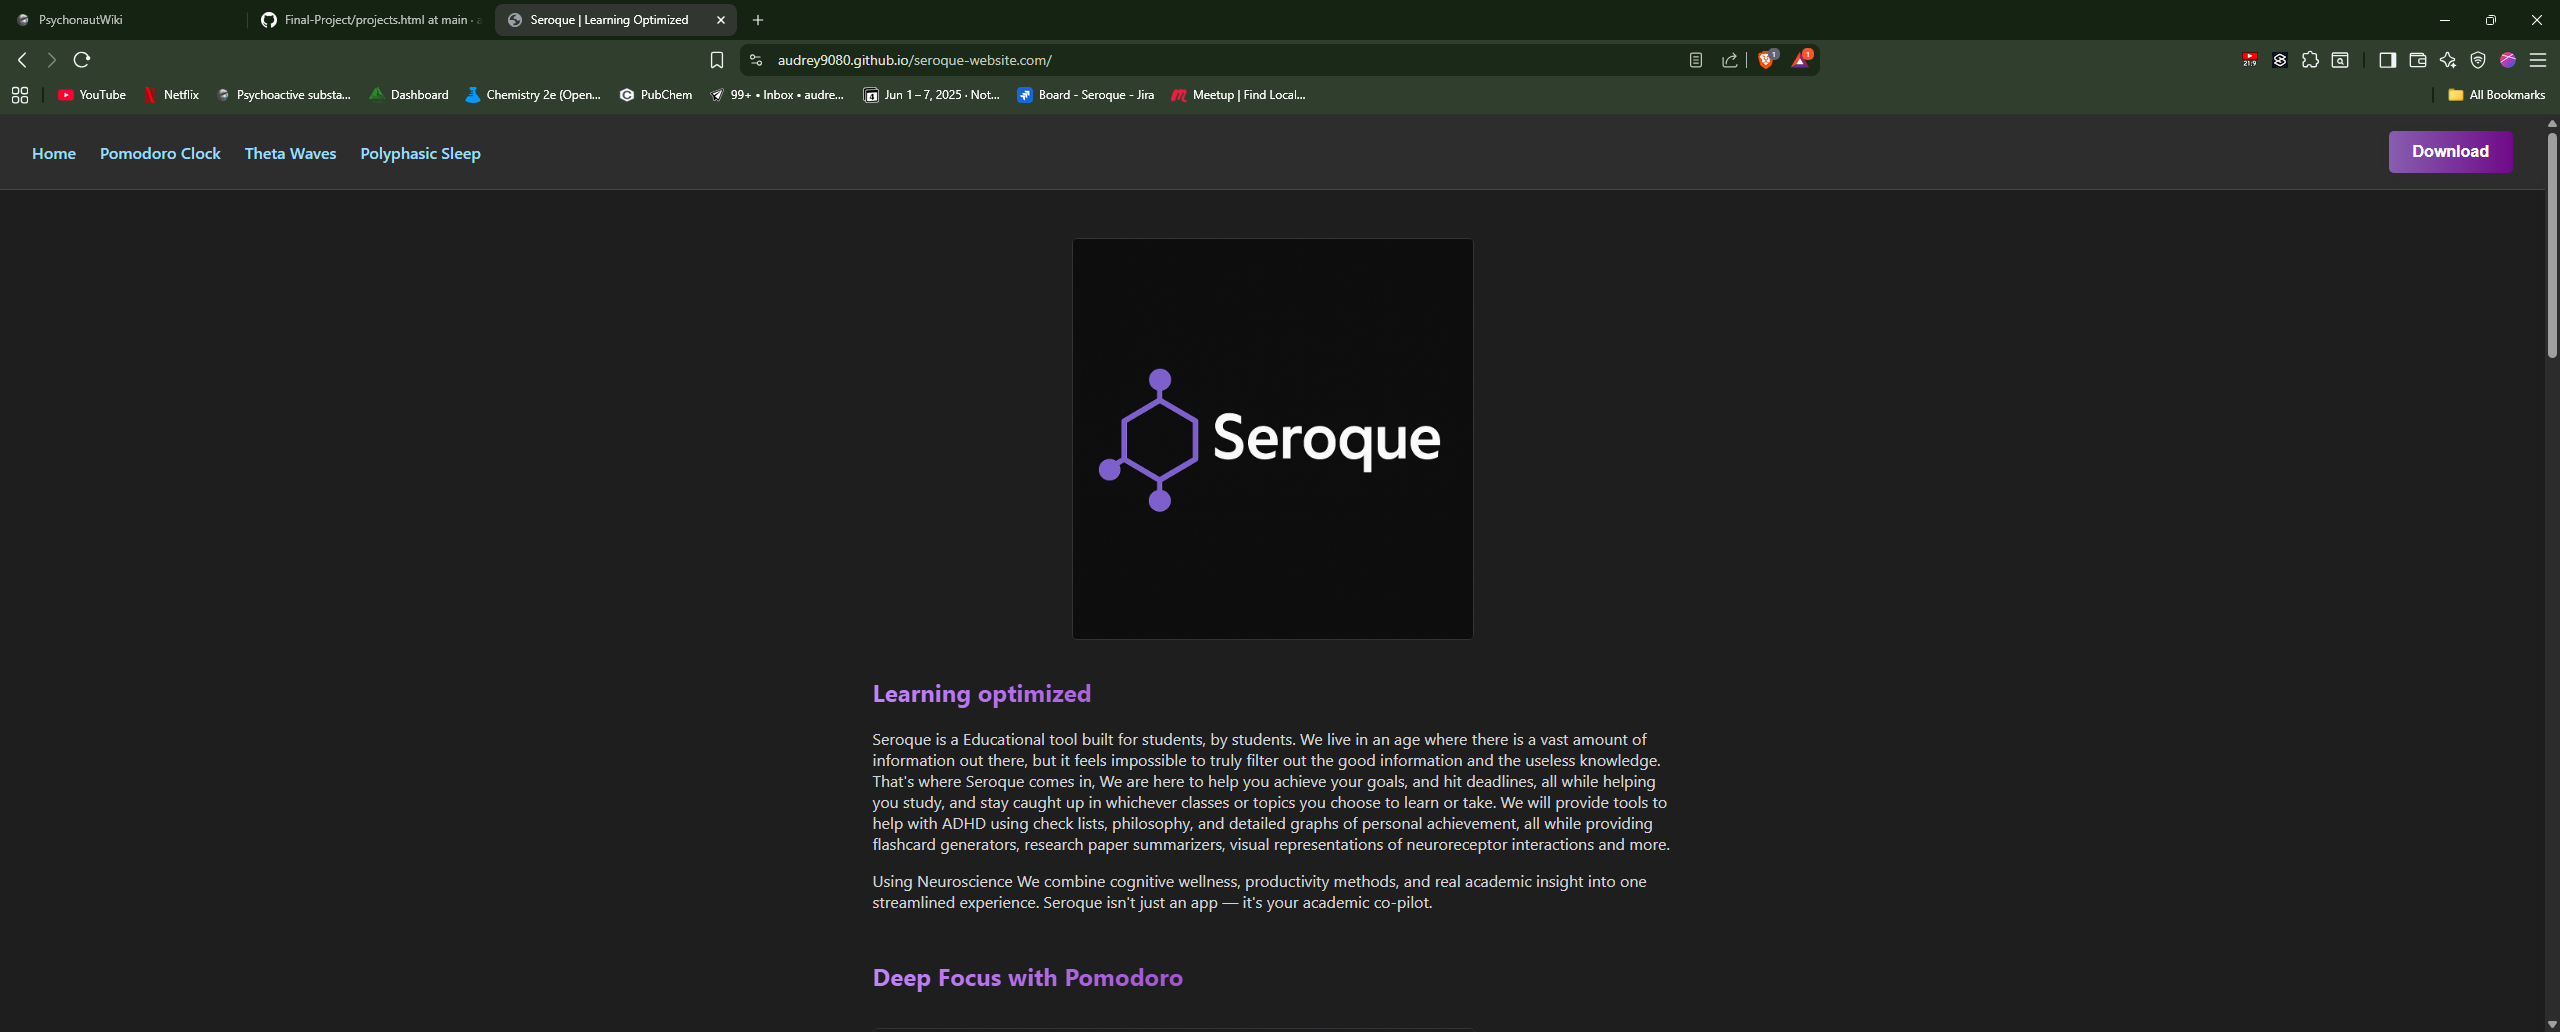 PsychonautWiki
Final-Project/projects.html at main ·
Seroque | Learning Optimized
audrey9080.github.io/seroque-website.com/
1
1
21:9
YouTube
Netflix
Psychoactive substa...
Dashboard
Chemistry 2e (Open...
PubChem
99+ • Inbox • audre...
Jun 1 – 7, 2025 · Not...
Board - Seroque - Jira
Meetup | Find Local...
All Bookmarks
Home
Pomodoro Clock
Theta Waves
Polyphasic Sleep
Download
Seroque
Learning optimized
Seroque is a Educational tool built for students, by students. We live in an age where there is a vast amount of
information out there, but it feels impossible to truly filter out the good information and the useless knowledge.
That's where Seroque comes in, We are here to help you achieve your goals, and hit deadlines, all while helping
you study, and stay caught up in whichever classes or topics you choose to learn or take. We will provide tools to
help with ADHD using check lists, philosophy, and detailed graphs of personal achievement, all while providing
flashcard generators, research paper summarizers, visual representations of neuroreceptor interactions and more.
Using Neuroscience We combine cognitive wellness, productivity methods, and real academic insight into one
streamlined experience. Seroque isn't just an app — it's your academic co-pilot.
Deep Focus with Pomodoro